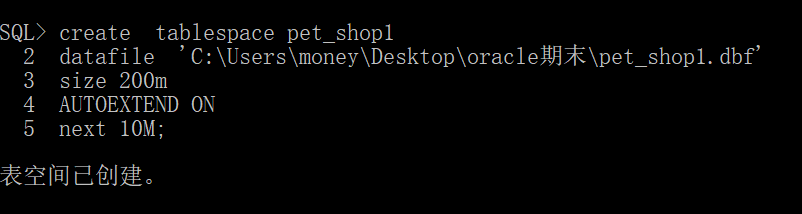 SQL> create  tablespace pet_shop1
2  datafile  'C:\Users\money\Desktop\oracle期末\pet_shop1.dbf'
3  size 200m
4  AUTOEXTEND ON
5  next 10M;
表空间已创建。